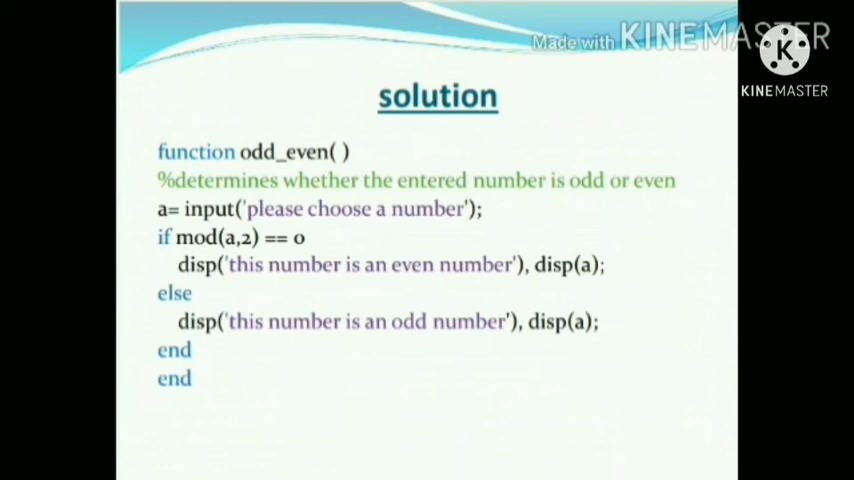 Made with KINEMASTER
K
KINEMASTER
solution
function odd_even( )
%determines whether the entered number is odd or even
a= input('please choose a number');
if mod(a,2) == 0
disp('this number is an even number'), disp(a);
else
disp('this number is an odd number'), disp(a);
end
end